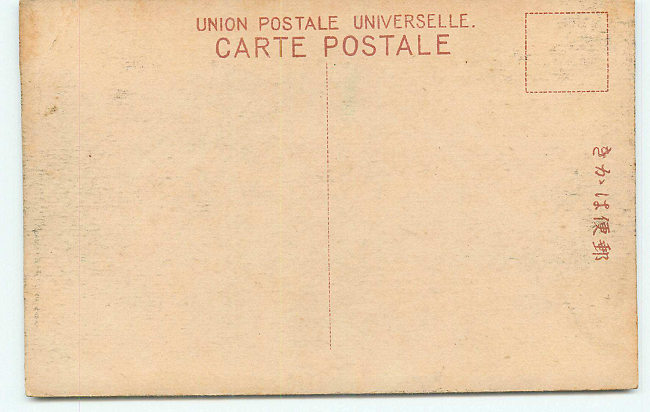 UNION POSTALE UNIVERSELLE.
CARTE POSTALE
きかは便郵